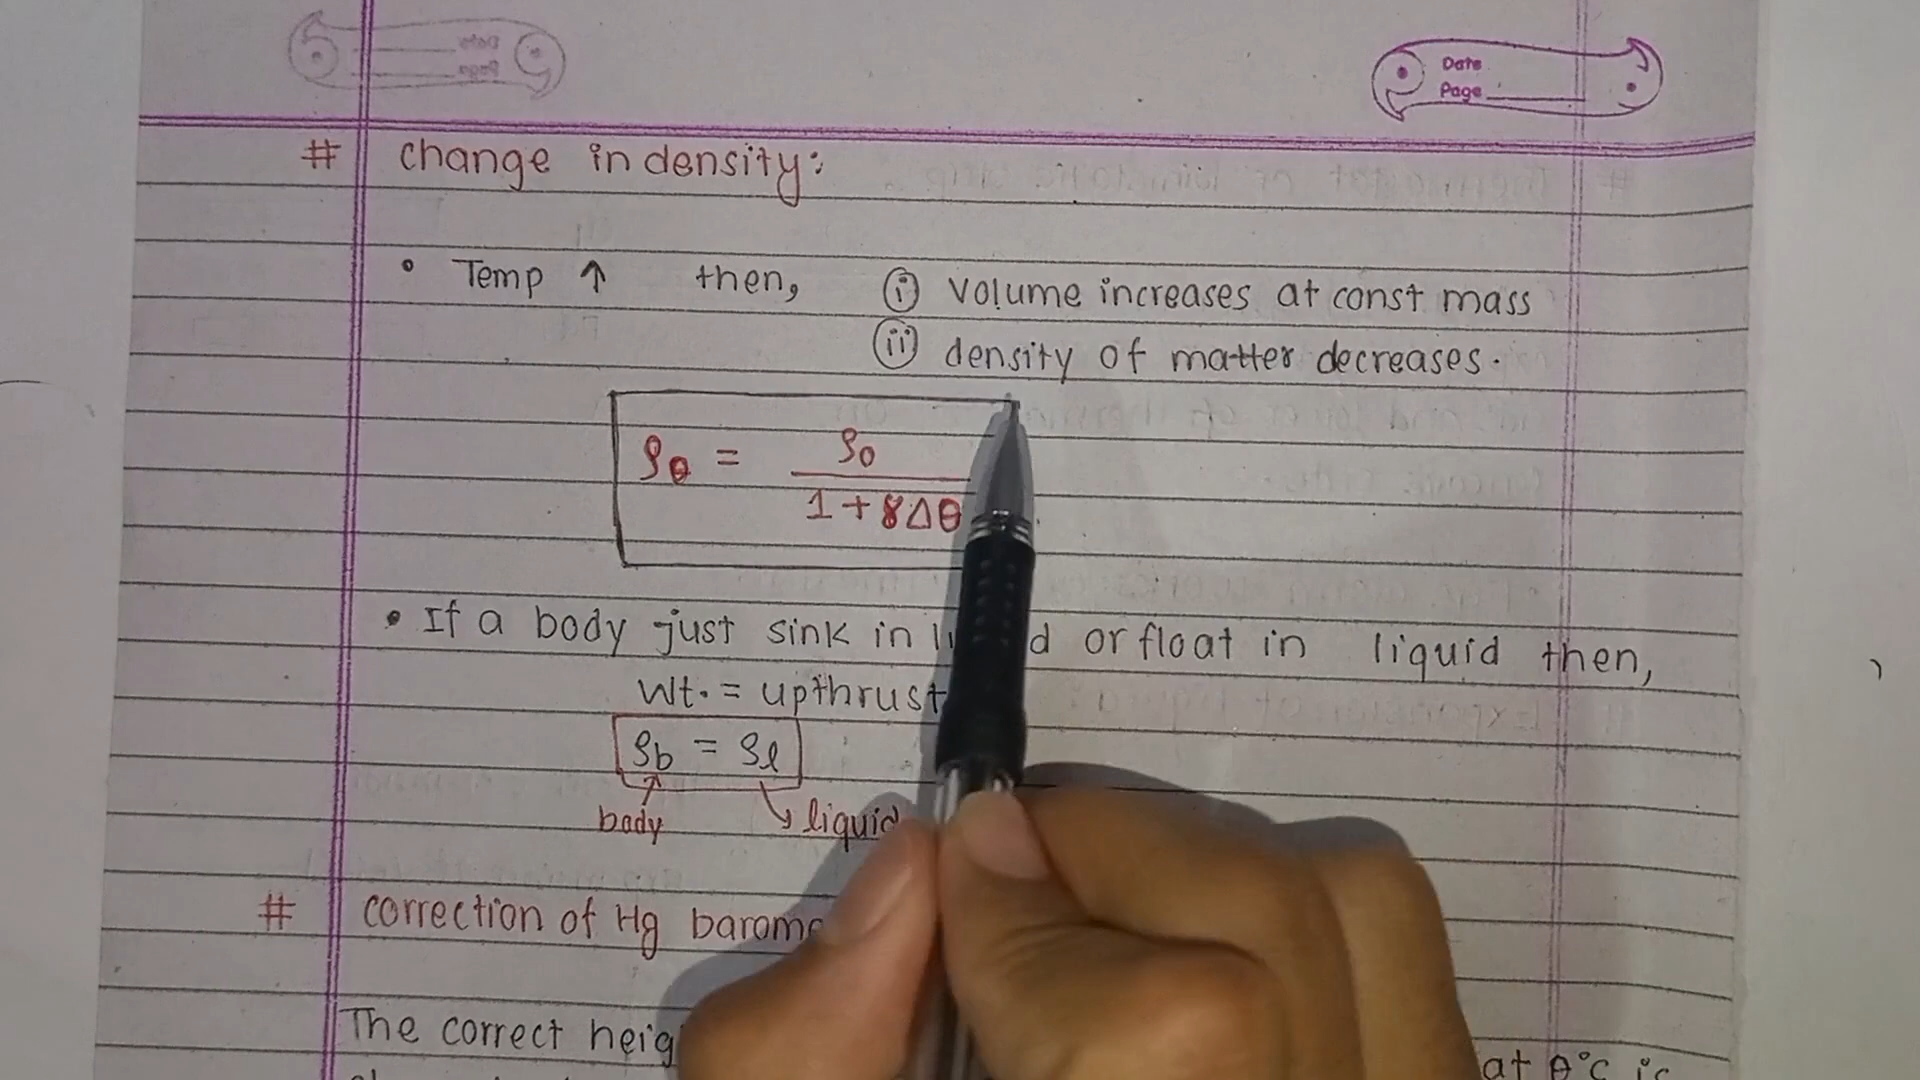 Date
Page
# change in density:
• Temp ↑ then, (i) volume increases at const mass
(ii) density of matter decreases.
ρθ = ρ0 / 1 + γΔθ
• If a body just sink in or float in liquid then,
Wt. = upthrust
ρb = ρl
body liquid
# correction of Hg
The correct at θ°C is